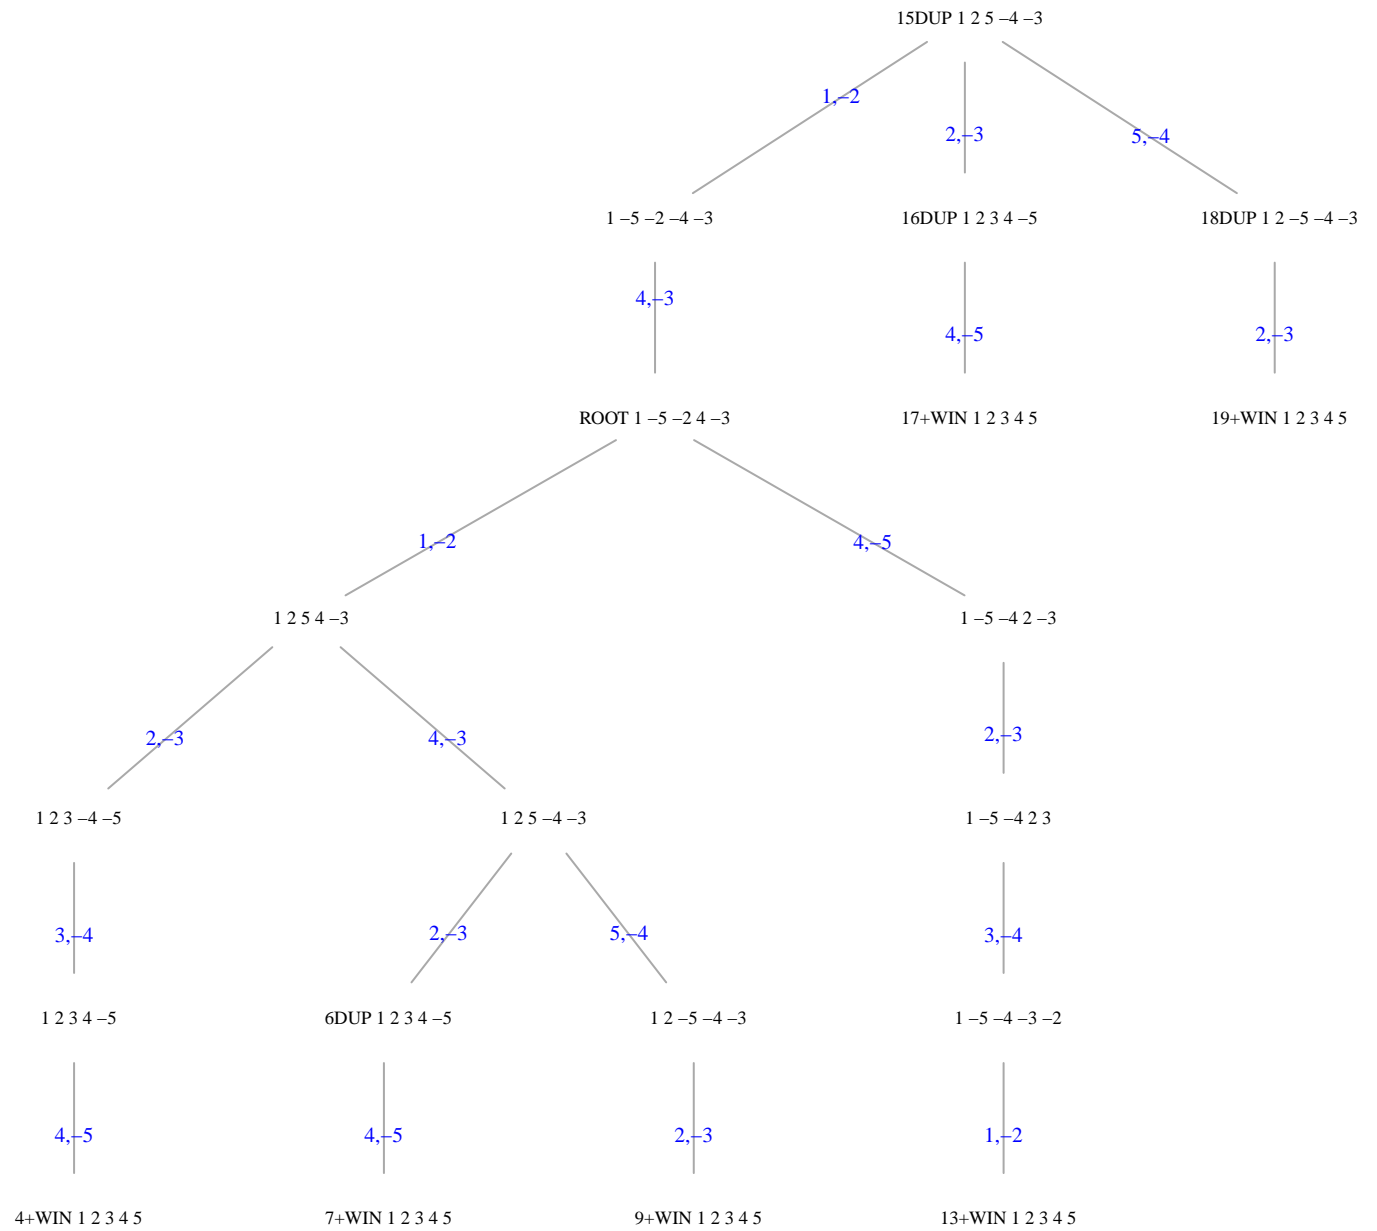 15DUP 1 2 5 –4 –3
1,–2
2,–3
5,–4
1 –5 –2 –4 –3
16DUP 1 2 3 4 –5
18DUP 1 2 –5 –4 –3
4,–3
4,–5
2,–3
ROOT 1 –5 –2 4 –3
17+WIN 1 2 3 4 5
19+WIN 1 2 3 4 5
1,–2
4,–5
1 2 5 4 –3
1 –5 –4 2 –3
2,–3
4,–3
2,–3
1 2 3 –4 –5
1 2 5 –4 –3
1 –5 –4 2 3
3,–4
2,–3
5,–4
3,–4
1 2 3 4 –5
6DUP 1 2 3 4 –5
1 2 –5 –4 –3
1 –5 –4 –3 –2
4,–5
4,–5
2,–3
1,–2
4+WIN 1 2 3 4 5
7+WIN 1 2 3 4 5
9+WIN 1 2 3 4 5
13+WIN 1 2 3 4 5